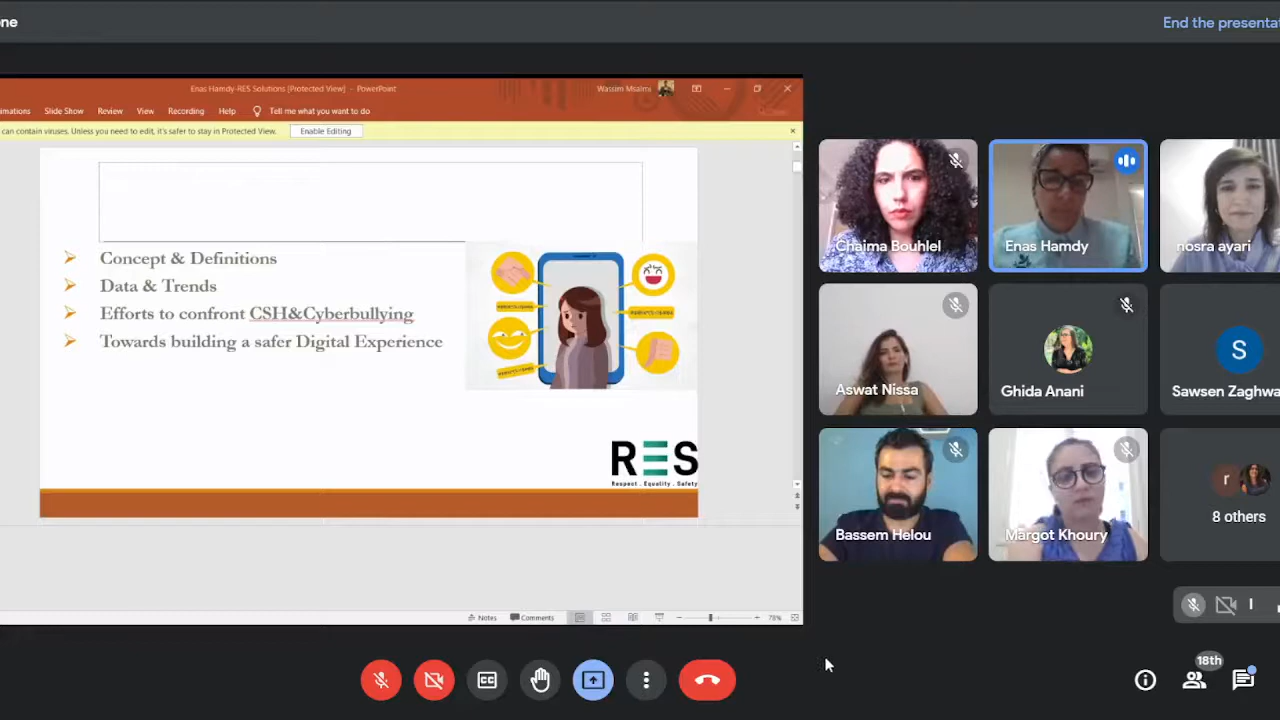 ne
End the presentat
Enas Hamdy-RES Solutions [Protected View] - PowerPoint
Wassim Msalmi
mations Slide Show Review View Recording Help Tell me what you want to do
can contain viruses. Unless you need to edit, it's safer to stay in Protected View. Enable Editing
Concept & Definitions
Data & Trends
Efforts to confront CSH&Cyberbullying
Towards building a safer Digital Experience
RES
Respect . Equality . Safety
Notes Comments 78%
Chaima Bouhlel
Enas Hamdy
nosra ayari
Aswat Nissa
Ghida Anani
S
Sawsen Zaghwa
Bassem Helou
Margot Khoury
r
8 others
CC
18th